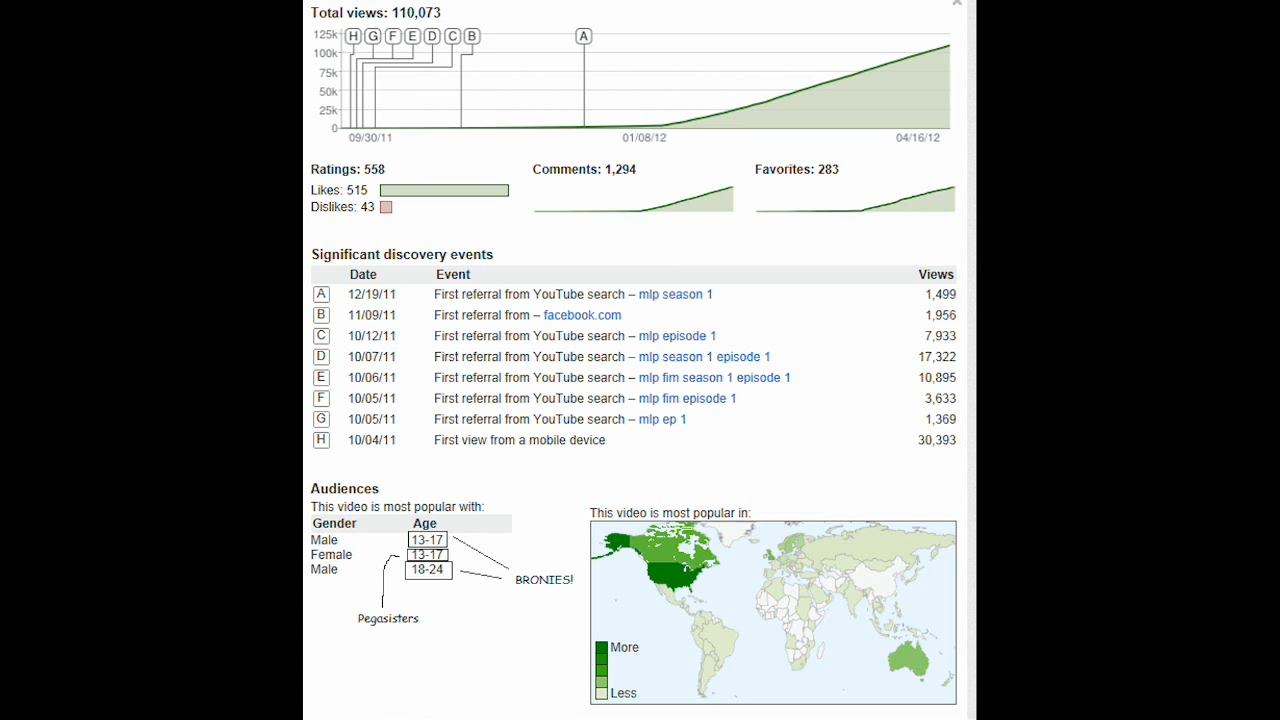 Total views: 110,073
125k
100k
75k
50k
25k
0
H G F E D C B A
09/30/11 01/08/12 04/16/12
Ratings: 558 Comments: 1,294 Favorites: 283
Likes: 515
Dislikes: 43
Significant discovery events
Date Event Views
A 12/19/11 First referral from YouTube search – mlp season 1 1,499
B 11/09/11 First referral from – facebook.com 1,956
C 10/12/11 First referral from YouTube search – mlp episode 1 7,933
D 10/07/11 First referral from YouTube search – mlp season 1 episode 1 17,322
E 10/06/11 First referral from YouTube search – mlp fim season 1 episode 1 10,895
F 10/05/11 First referral from YouTube search – mlp fim episode 1 3,633
G 10/05/11 First referral from YouTube search – mlp ep 1 1,369
H 10/04/11 First view from a mobile device 30,393
Audiences
This video is most popular with:
Gender Age
Male 13-17
Female 13-17
Male 18-24
BRONIES!
Pegasisters
This video is most popular in:
More
Less